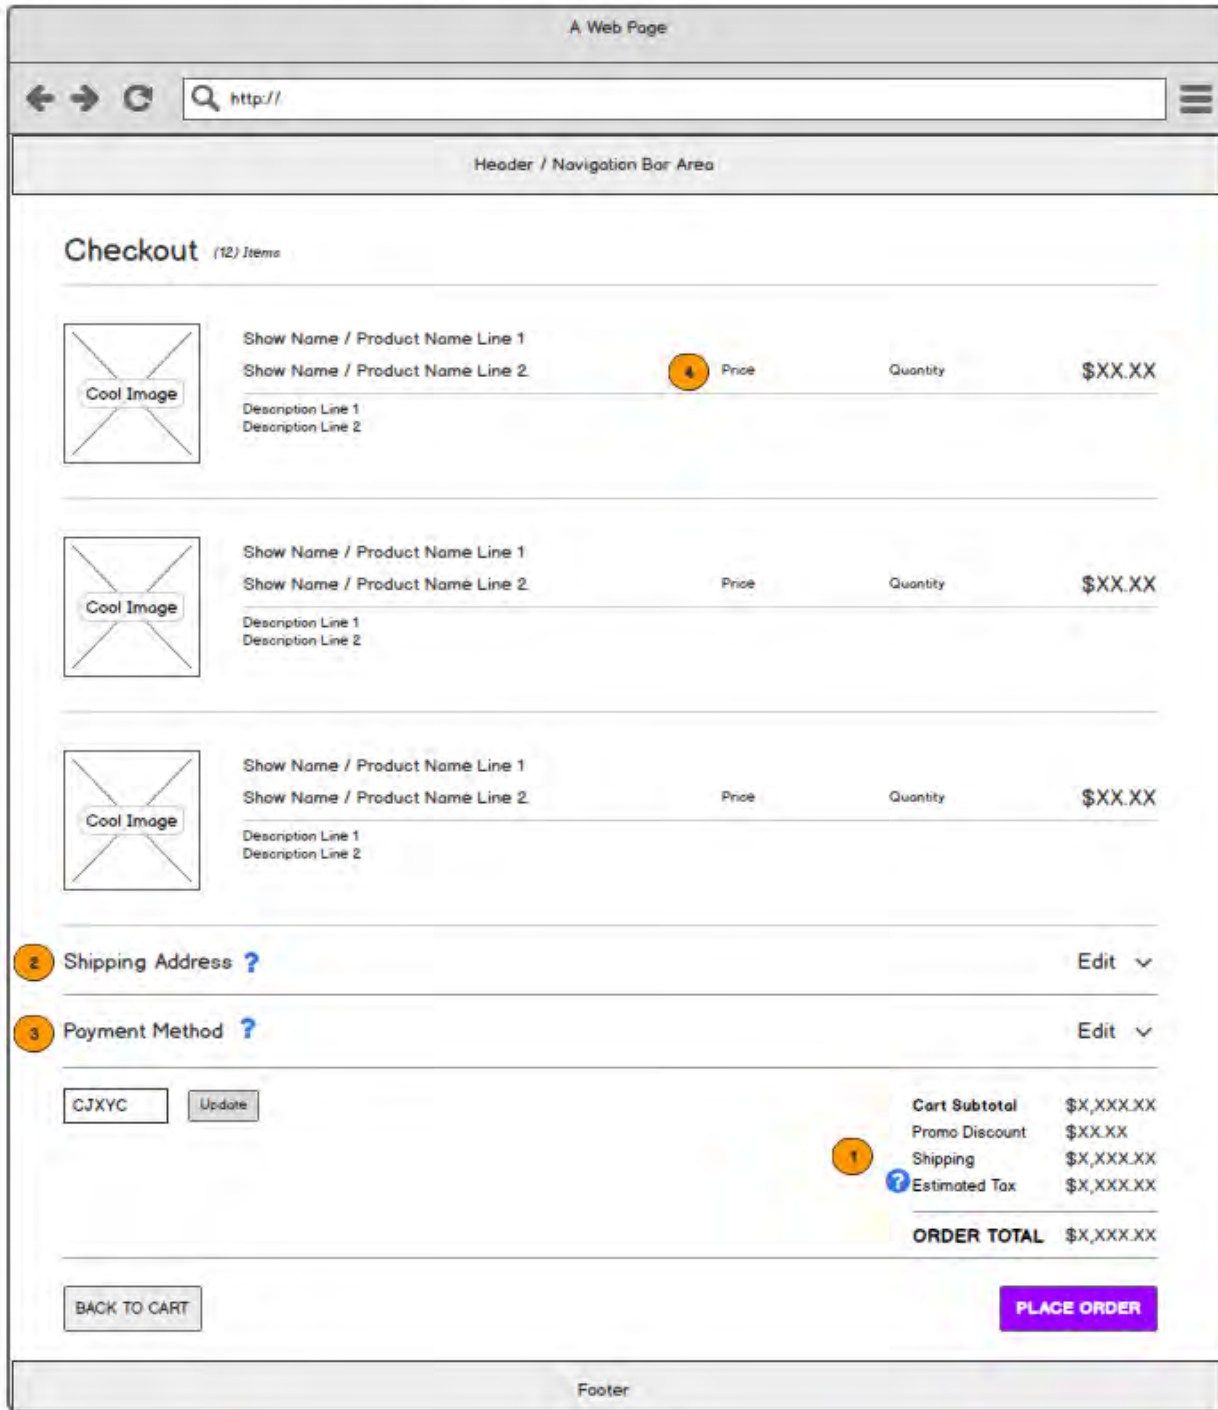 A Web Page
http://
Header / Navigation Bar Area
Checkout (12) Items
Show Name / Product Name Line 1
Show Name / Product Name Line 2 4 Price Quantity $XX.XX
Cool Image
Description Line 1
Description Line 2
Show Name / Product Name Line 1
Show Name / Product Name Line 2 Price Quantity $XX.XX
Cool Image
Description Line 1
Description Line 2
Show Name / Product Name Line 1
Show Name / Product Name Line 2 Price Quantity $XX.XX
Cool Image
Description Line 1
Description Line 2
2 Shipping Address ? Edit
3 Payment Method ? Edit
CJXYC Update
Cart Subtotal $X,XXX.XX
Promo Discount $XX.XX
1 Shipping $X,XXX.XX
? Estimated Tax $X,XXX.XX
ORDER TOTAL $X,XXX.XX
BACK TO CART PLACE ORDER
Footer